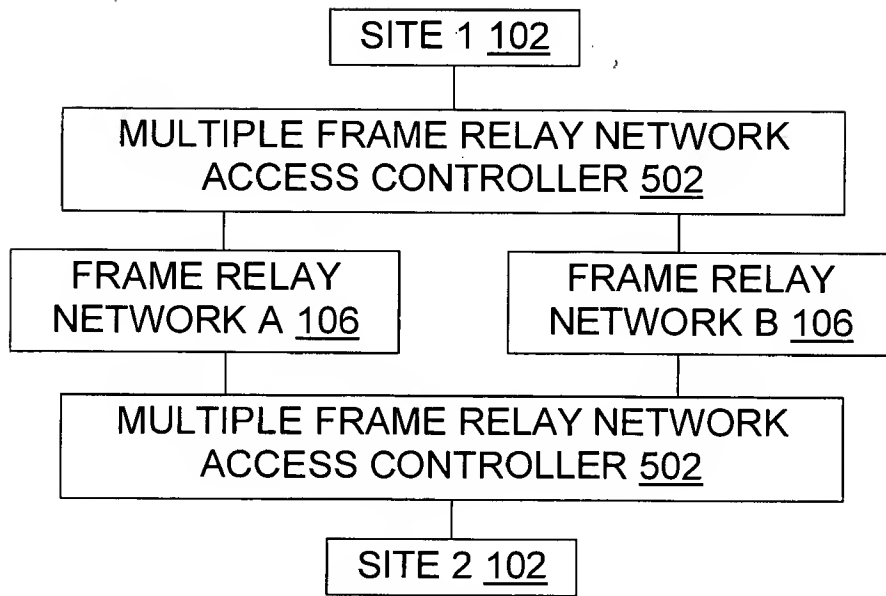 SITE 1 102
MULTIPLE FRAME RELAY NETWORK
ACCESS CONTROLLER 502
FRAME RELAY
NETWORK A 106
FRAME RELAY
NETWORK B 106
MULTIPLE FRAME RELAY NETWORK
ACCESS CONTROLLER 502
SITE 2 102